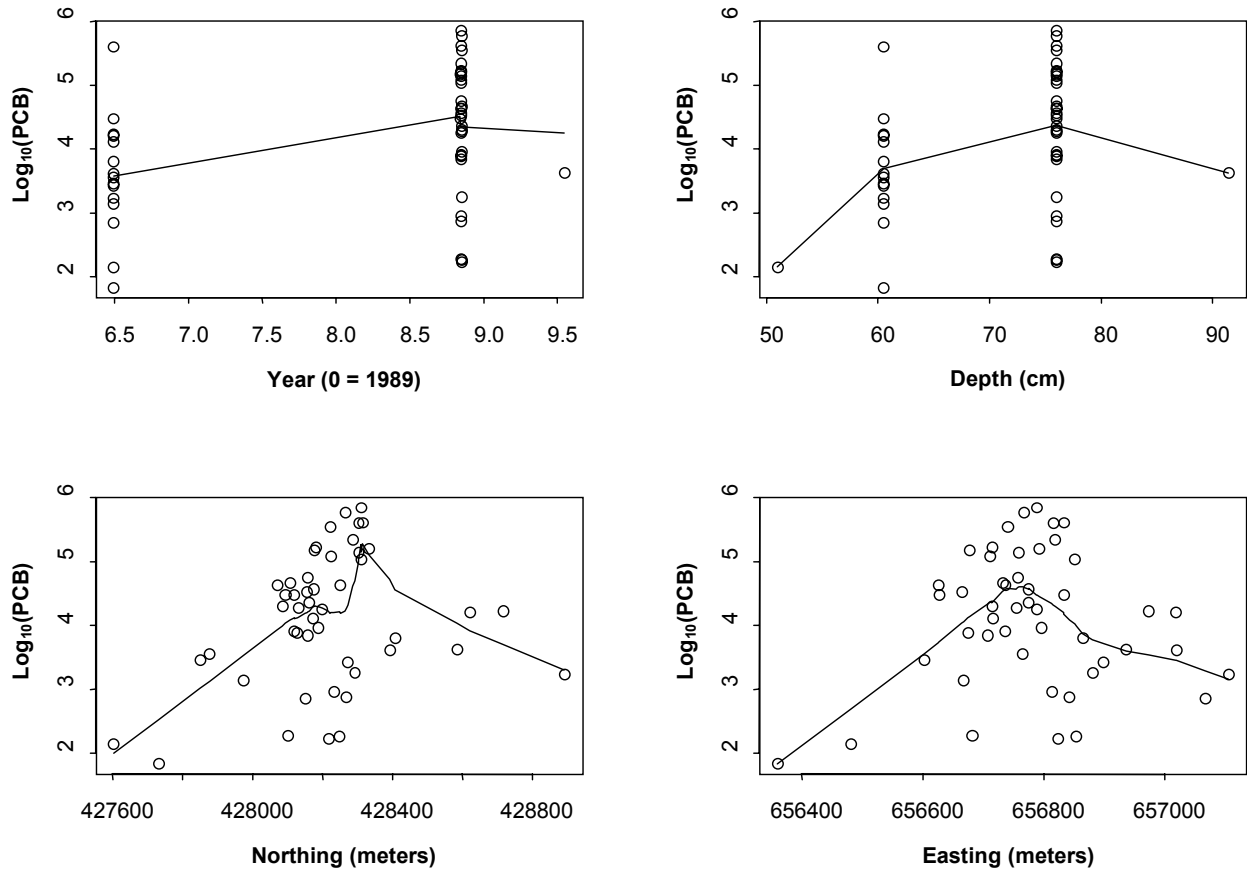 Log₁₀(PCB)
6
5
4
3
2
6.5 7.0 7.5 8.0 8.5 9.0 9.5
Year (0 = 1989)
Log₁₀(PCB)
6
5
4
3
2
50 60 70 80 90
Depth (cm)
Log₁₀(PCB)
6
5
4
3
2
427600 428000 428400 428800
Northing (meters)
Log₁₀(PCB)
6
5
4
3
2
656400 656600 656800 657000
Easting (meters)